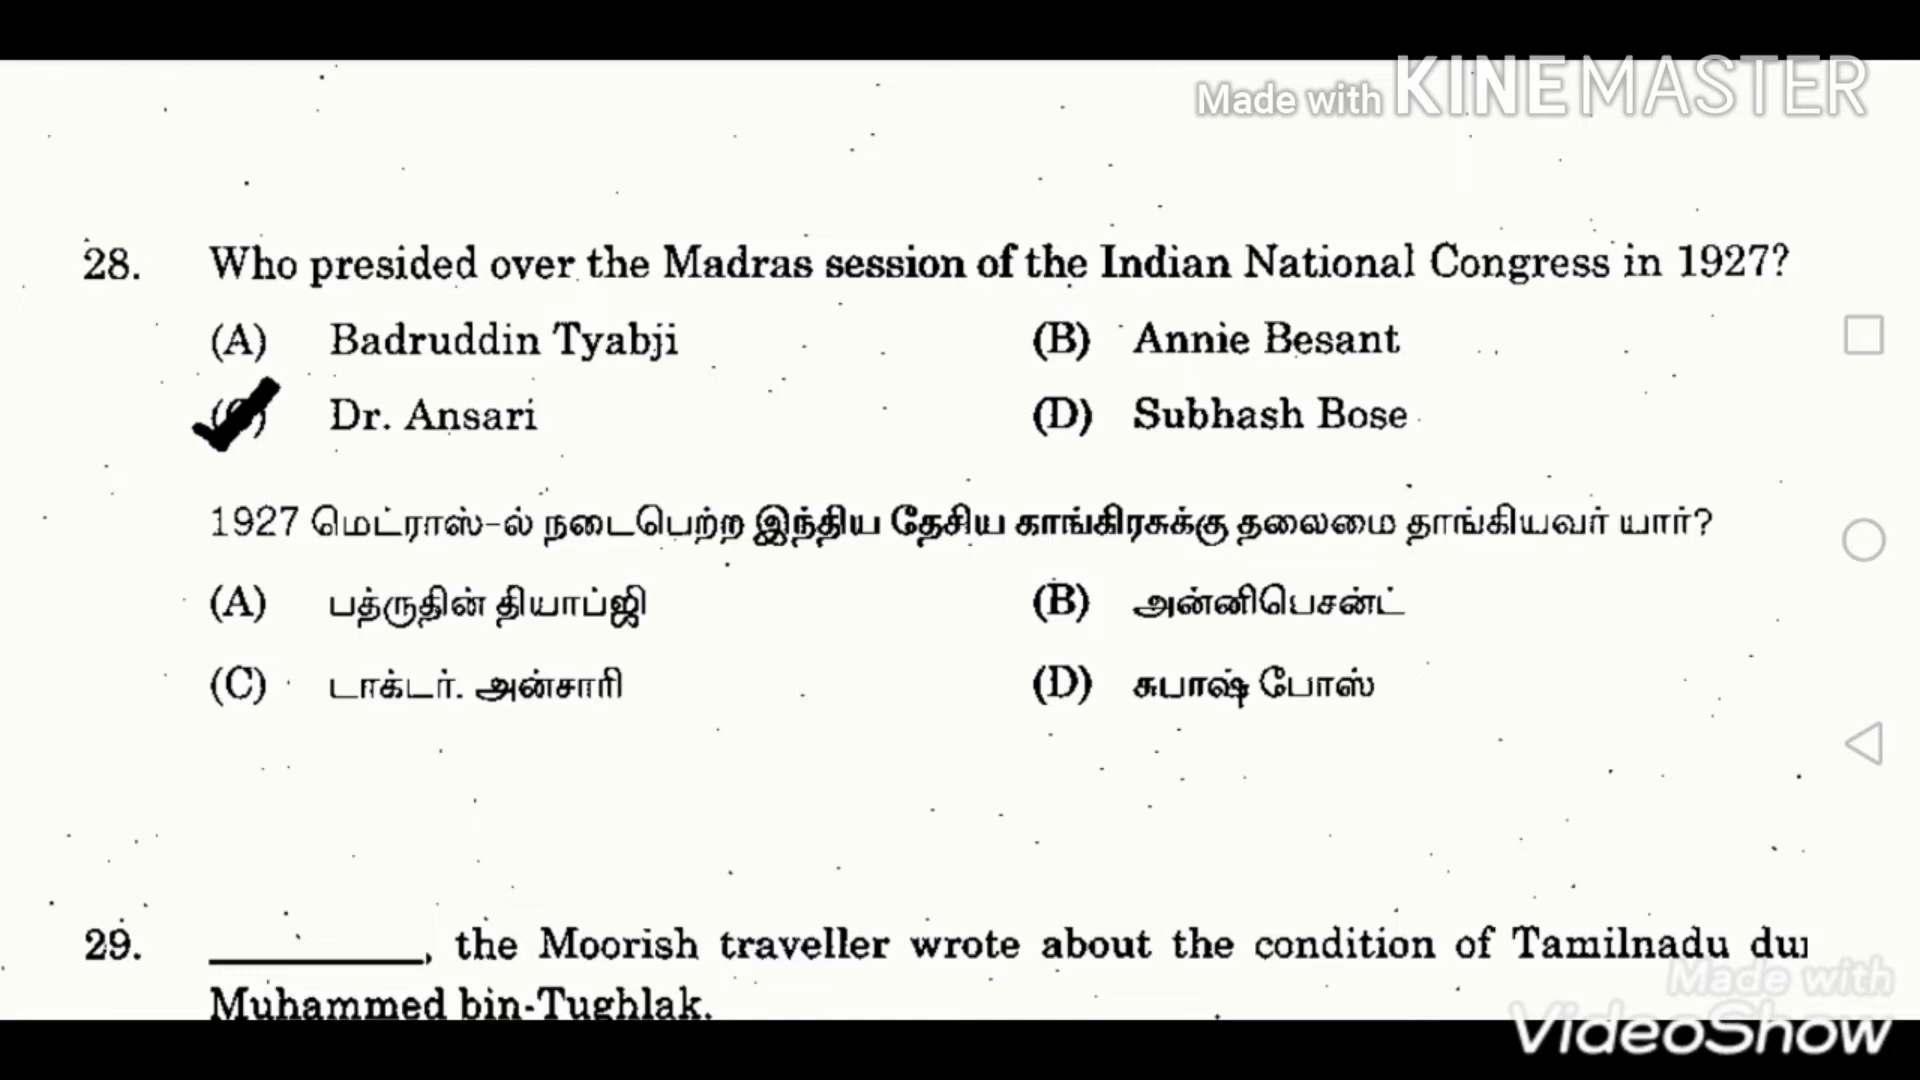 Made with KINEMASTER
28. Who presided over the Madras session of the Indian National Congress in 1927?
(A) Badruddin Tyabji (B) Annie Besant
(C) Dr. Ansari (D) Subhash Bose
1927 மெட்ராஸ்-ல் நடைபெற்ற இந்திய தேசிய காங்கிரசுக்கு தலைமை தாங்கியவர் யார்?
(A) பத்ருதின் தியாப்ஜி (B) அன்னிபெசன்ட்
(C) டாக்டர். அன்சாரி (D) சுபாஷ் போஸ்
29. ________, the Moorish traveller wrote about the condition of Tamilnadu
Muhammed bin-Tughlak.
Made with
VideoShow